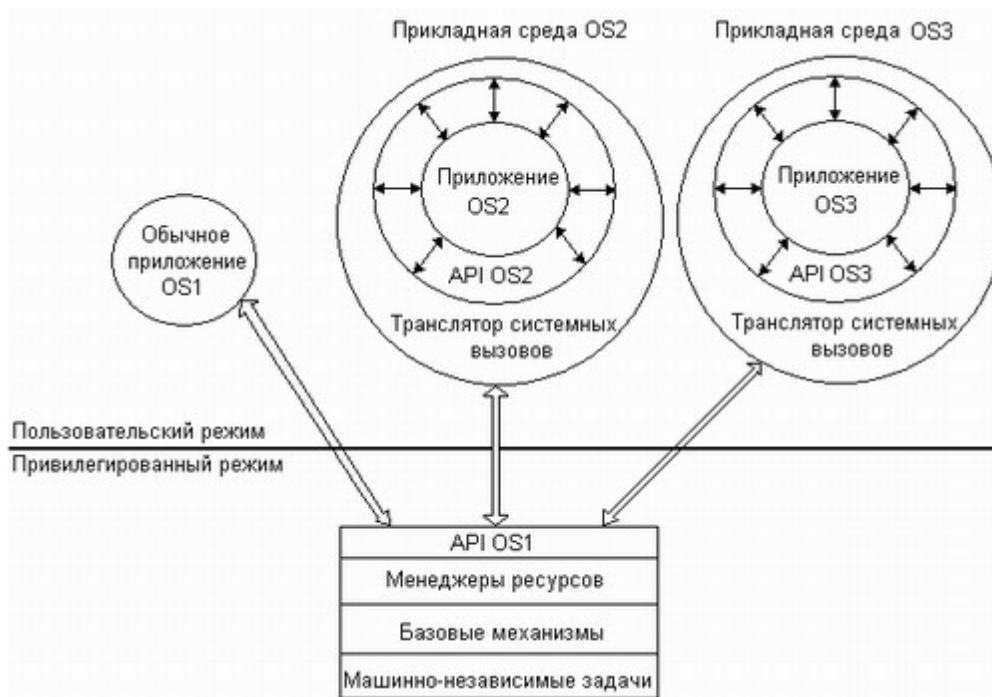 Прикладная среда OS2
Прикладная среда OS3
Приложение
OS2
API OS2
Транслятор системных
вызовов
Приложение
OS3
API OS3
Транслятор системных
вызовов
Обычное
приложение
OS1
Пользовательский режим
Привилегированный режим
API OS1
Менеджеры ресурсов
Базовые механизмы
Машинно-независимые задачи